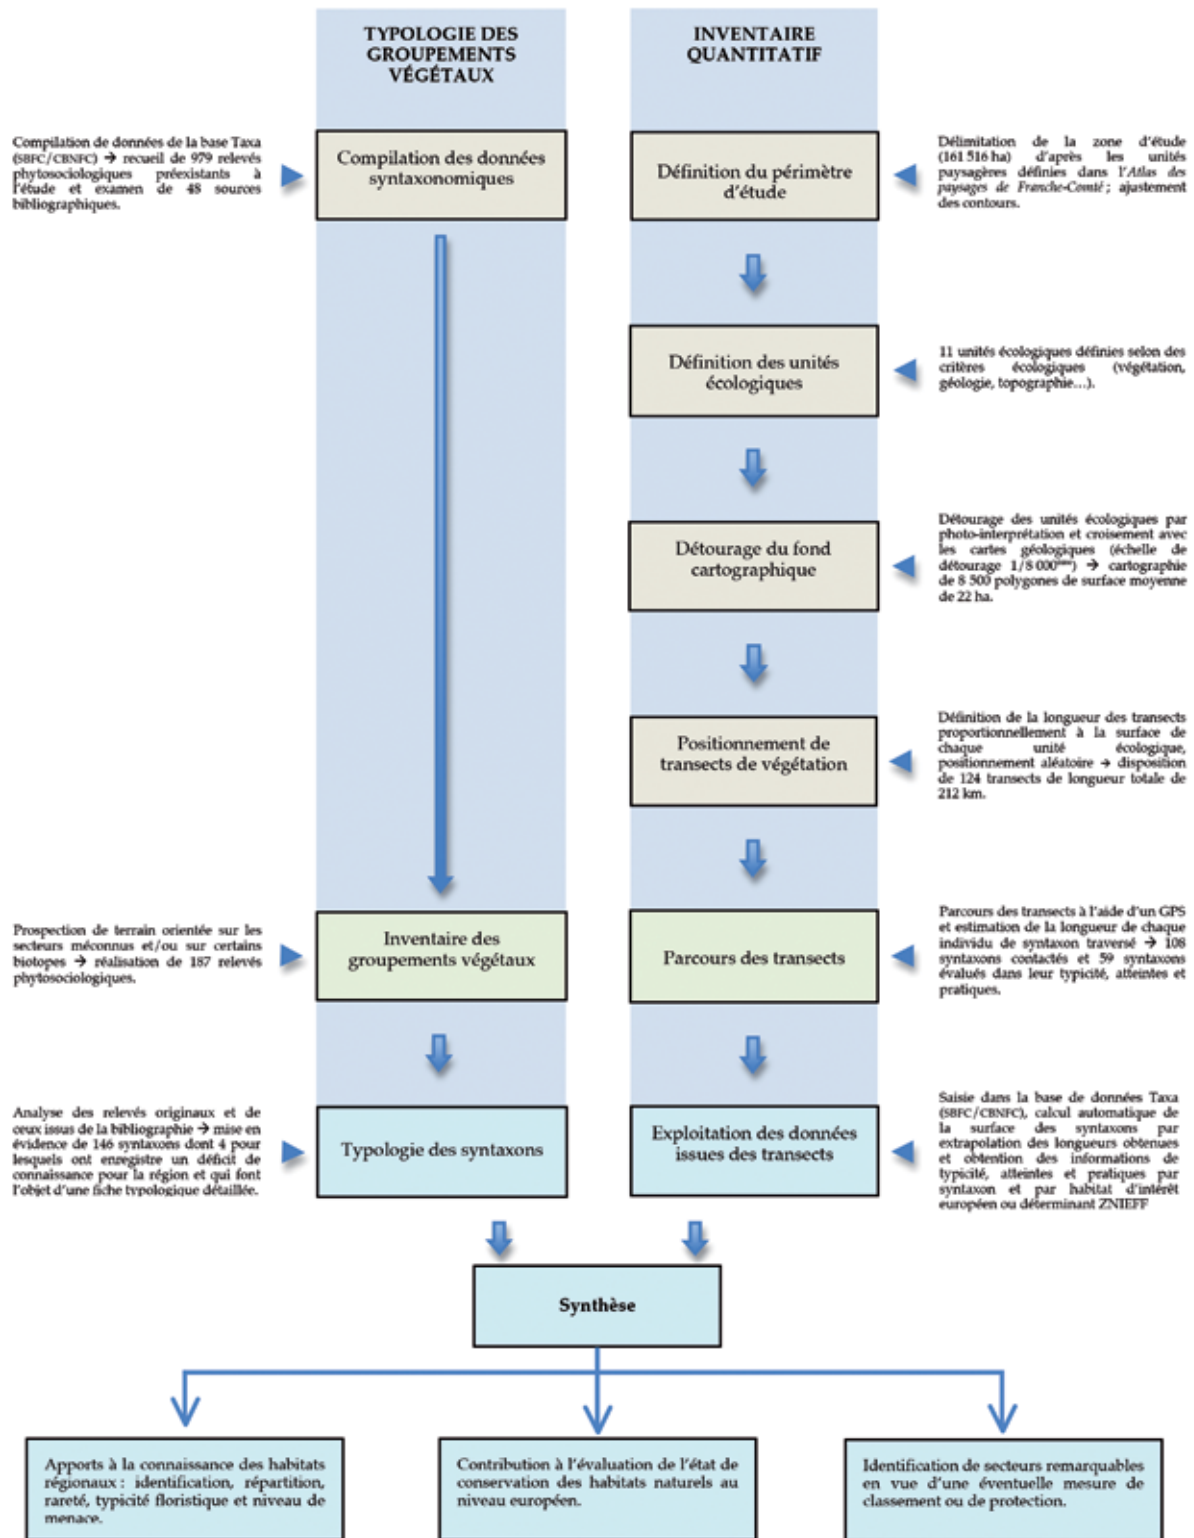 TYPOLOGIE DES
GROUPEMENTS
VÉGÉTAUX
INVENTAIRE
QUANTITATIF
Compilation de données de la base Taxa
(SBFC/CBNFC) → recueil de 979 relevés
phytosociologiques préexistants à
l'étude et examen de 48 sources
bibliographiques.
Compilation des données
syntaxonomiques
Définition du périmètre
d'étude
Délimitation de la zone d'étude
(161 516 ha) d'après les unités
paysagères définies dans l'Atlas des
paysages de Franche-Comté ; ajustement
des contours.
Définition des unités
écologiques
11 unités écologiques définies selon des
critères écologiques (végétation,
géologie, topographie…).
Détourage du fond
cartographique
Détourage des unités écologiques par
photo-interprétation et croisement avec
les cartes géologiques (échelle de
détourage 1/8 000) → cartographie
de 8 500 polygones de surface moyenne
de 22 ha.
Positionnement de
transects de végétation
Définition de la longueur des transects
proportionnellement à la surface de
chaque unité écologique,
positionnement aléatoire → disposition
de 124 transects de longueur totale de
212 km.
Prospection de terrain orientée sur les
secteurs méconnus et/ou sur certains
biotopes → réalisation de 187 relevés
phytosociologiques.
Inventaire des
groupements végétaux
Parcours des transects
Parcours des transects à l'aide d'un GPS
et estimation de la longueur de chaque
individu de syntaxon traversé → 108
syntaxons contactés et 59 syntaxons
évalués dans leur typicité, atteintes et
pratiques.
Analyse des relevés originaux et de
ceux issus de la bibliographie → mise en
évidence de 146 syntaxons dont 4 pour
lesquels ont enregistre un déficit de
connaissance pour la région et qui font
l'objet d'une fiche typologique détaillée.
Typologie des syntaxons
Exploitation des données
issues des transects
Saisie dans la base de données Taxa
(SBFC/CBNFC), calcul automatique de
la surface des syntaxons par
extrapolation des longueurs obtenues
et obtention des informations de
typicité, atteintes et pratiques par
syntaxon et par habitat d'intérêt
européen ou déterminant ZNIEFF
Synthèse
Apports à la connaissance des habitats
régionaux : identification, répartition,
rareté, typicité floristique et niveau de
menace.
Contribution à l'évaluation de l'état de
conservation des habitats naturels au
niveau européen.
Identification de secteurs remarquables
en vue d'une éventuelle mesure de
classement ou de protection.